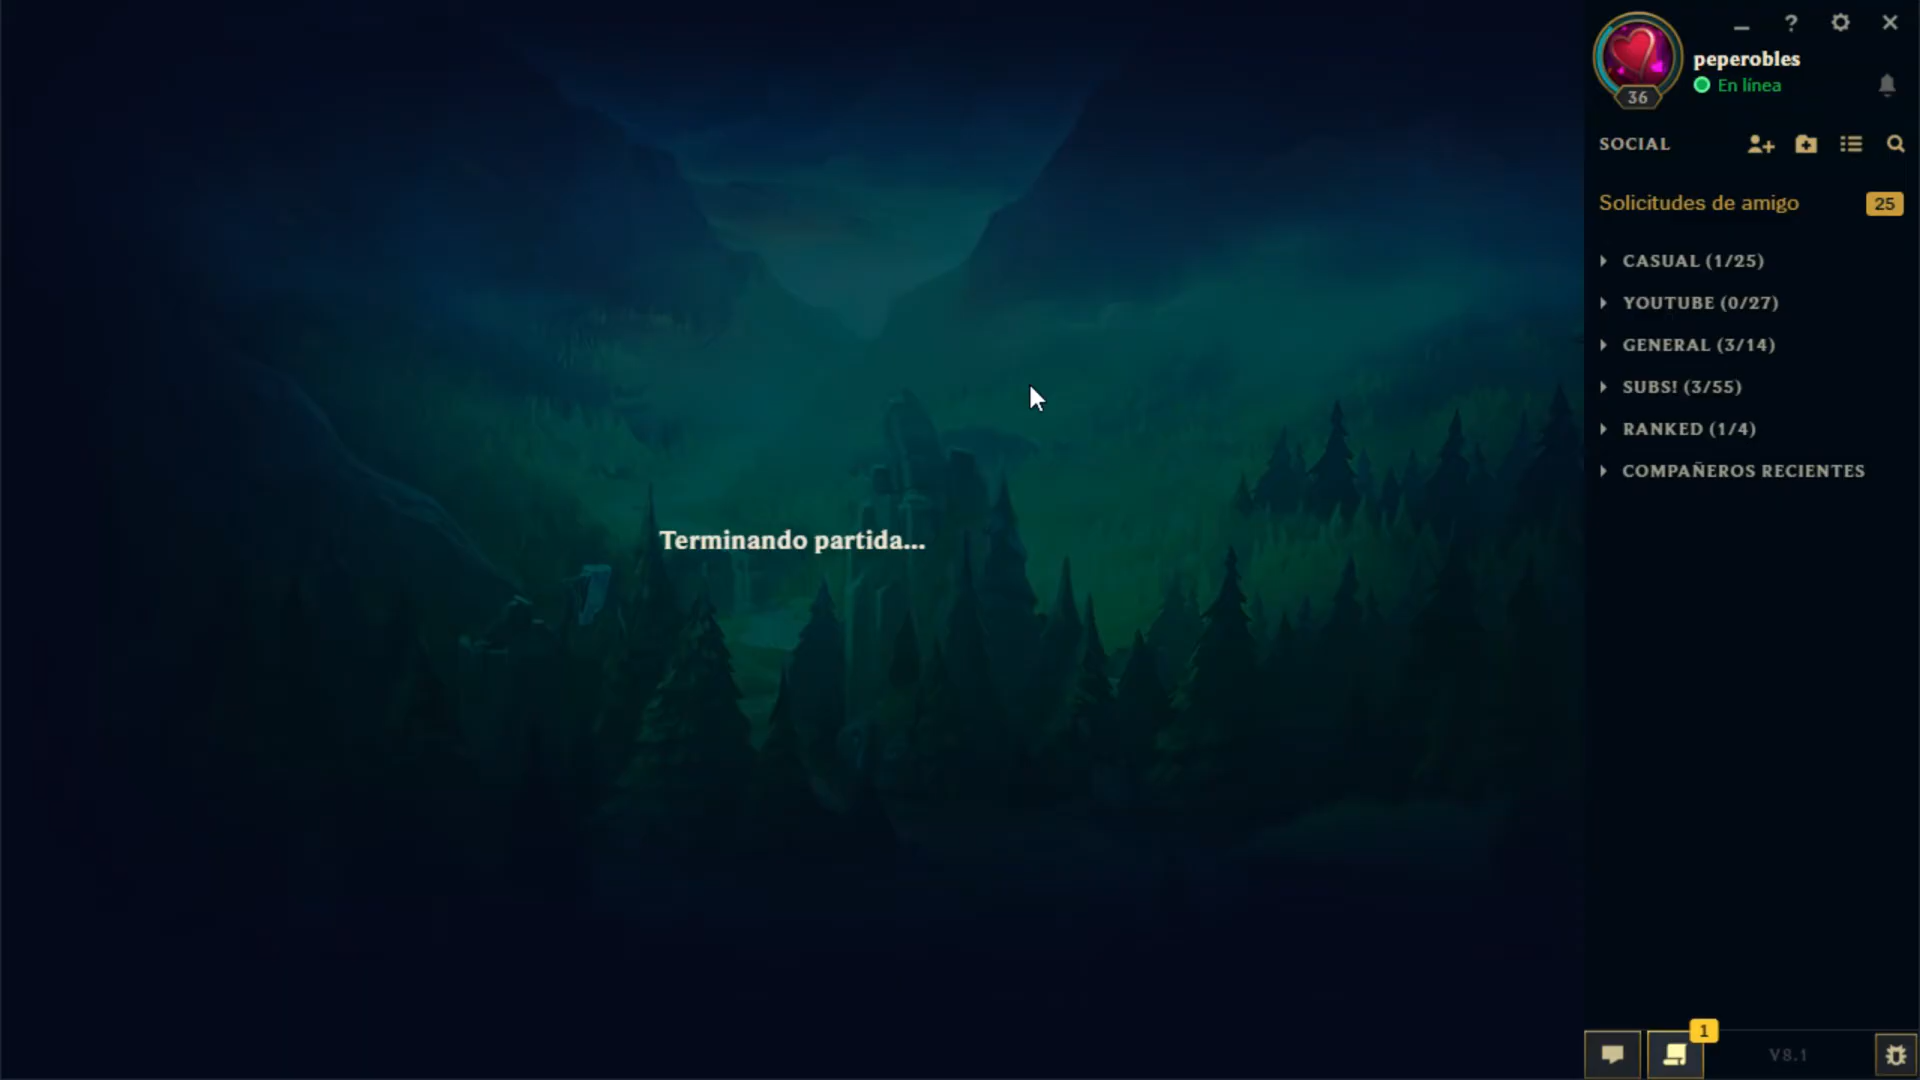 peperobles
En línea
36
SOCIAL
Solicitudes de amigo 25
CASUAL (1/25)
YOUTUBE (0/27)
GENERAL (3/14)
SUBS! (3/55)
RANKED (1/4)
COMPAÑEROS RECIENTES
Terminando partida...
1
V8.1